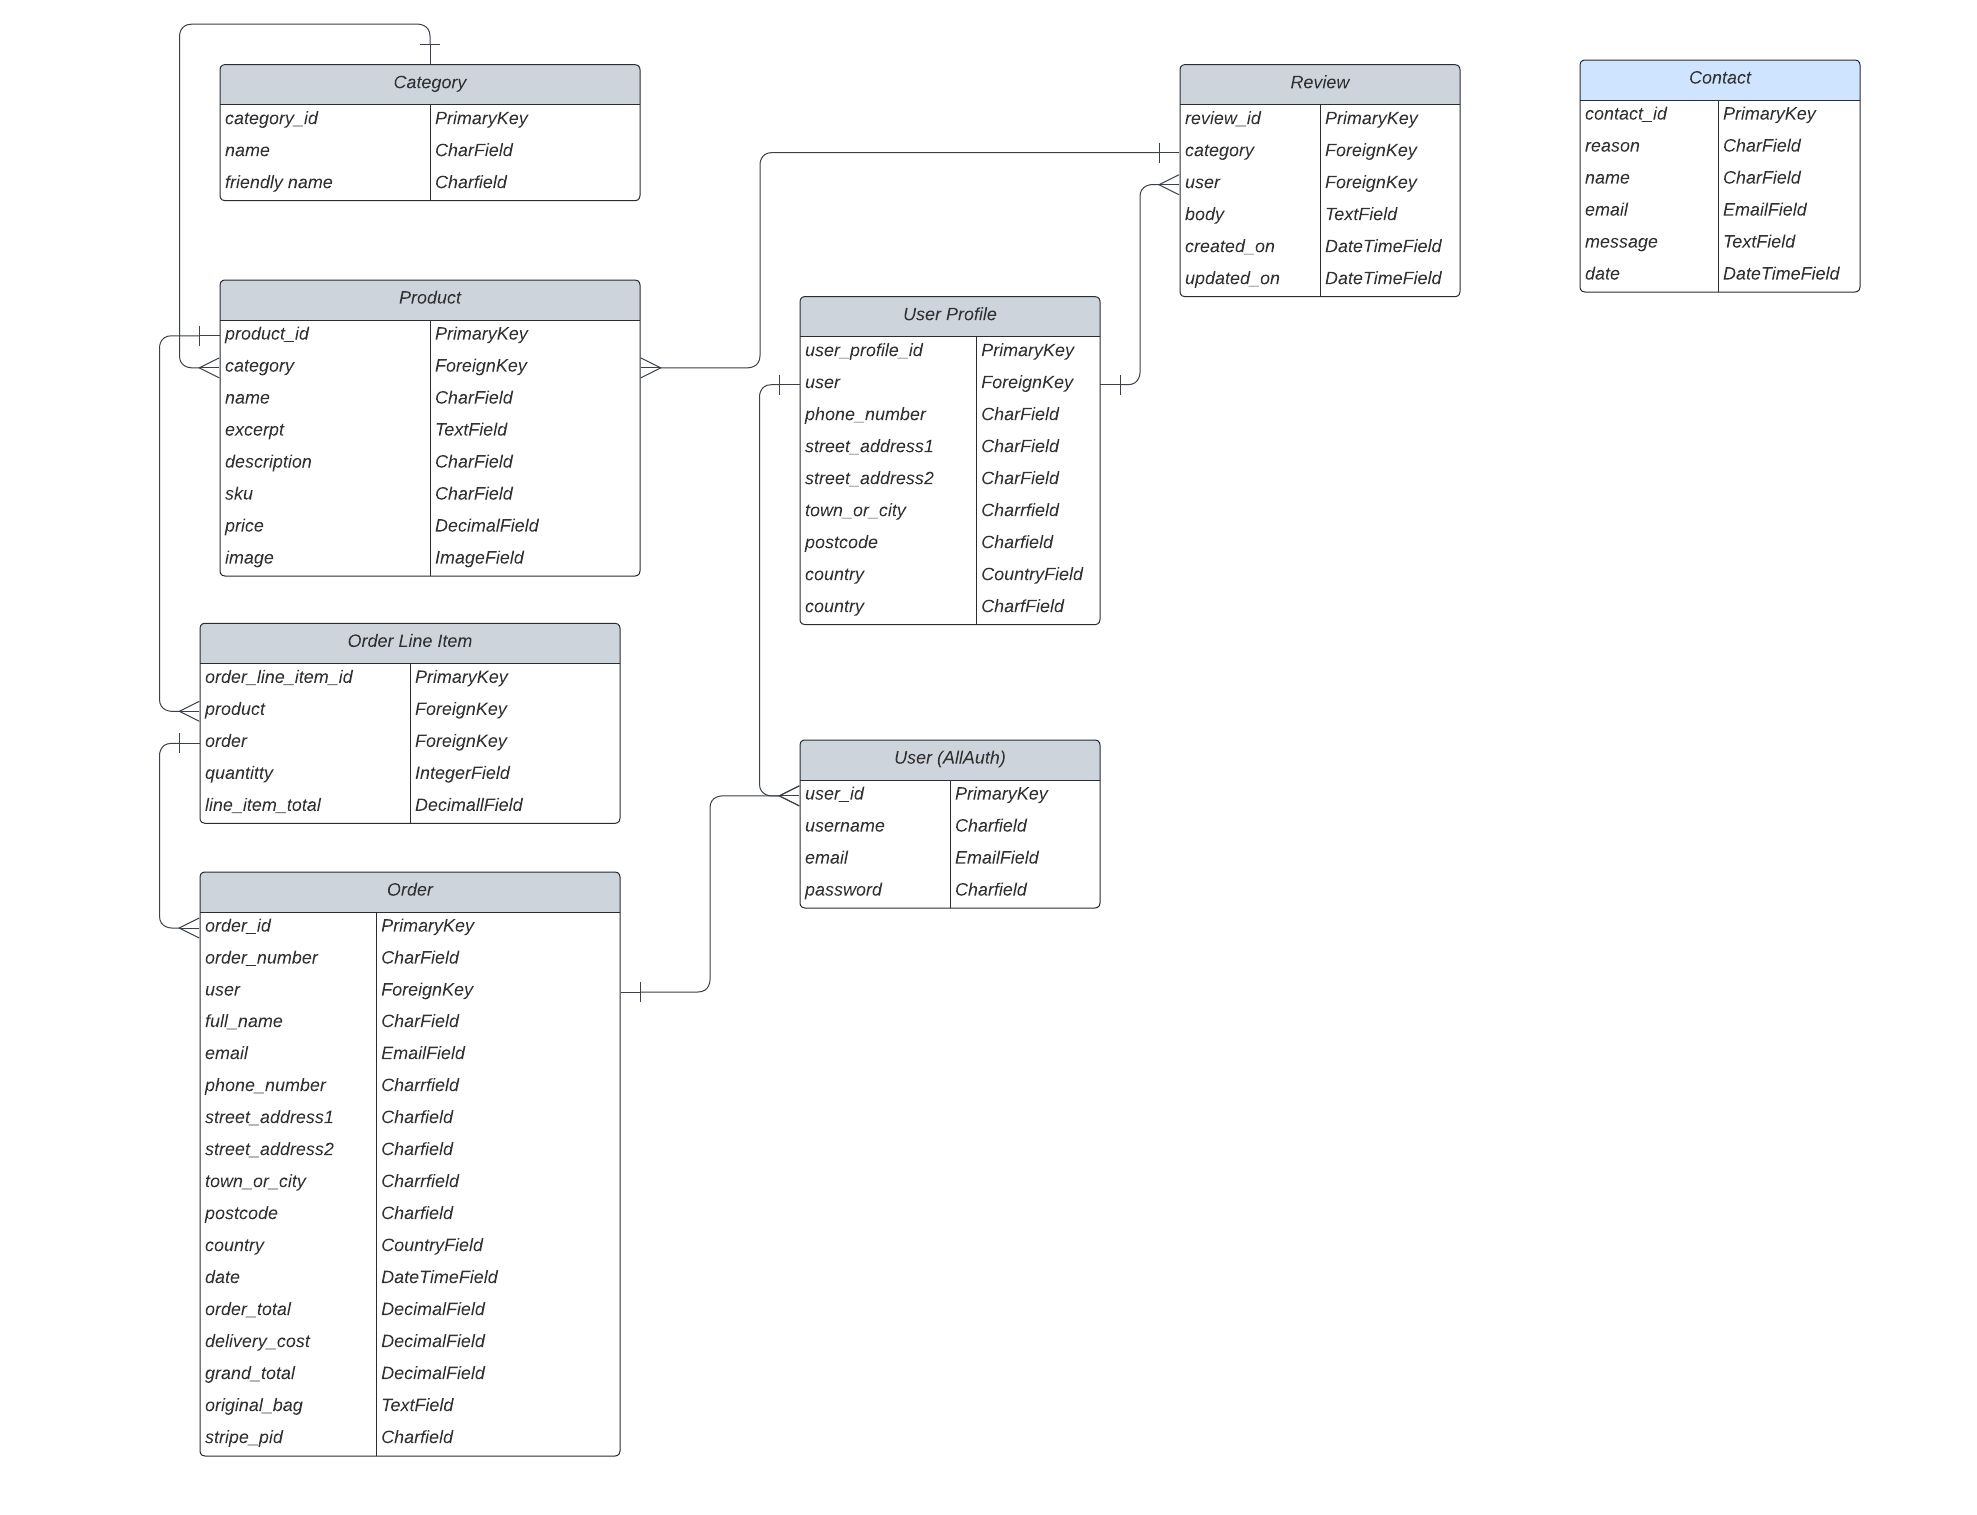 Category
category_id PrimaryKey
name CharField
friendly name Charfield
Product
product_id PrimaryKey
category ForeignKey
name CharField
excerpt TextField
description CharField
sku CharField
price DecimalField
image ImageField
Order Line Item
order_line_item_id PrimaryKey
product ForeignKey
order ForeignKey
quantitty IntegerField
line_item_total DecimallField
Order
order_id PrimaryKey
order_number CharField
user ForeignKey
full_name CharField
email EmailField
phone_number Charrfield
street_address1 Charfield
street_address2 Charfield
town_or_city Charrfield
postcode Charfield
country CountryField
date DateTimeField
order_total DecimalField
delivery_cost DecimalField
grand_total DecimalField
original_bag TextField
stripe_pid Charfield
User Profile
user_profile_id PrimaryKey
user ForeignKey
phone_number CharField
street_address1 CharField
street_address2 CharField
town_or_city Charrfield
postcode Charfield
country CountryField
country CharfField
User (AllAuth)
user_id PrimaryKey
username Charfield
email EmailField
password Charfield
Review
review_id PrimaryKey
category ForeignKey
user ForeignKey
body TextField
created_on DateTimeField
updated_on DateTimeField
Contact
contact_id PrimaryKey
reason CharField
name CharField
email EmailField
message TextField
date DateTimeField